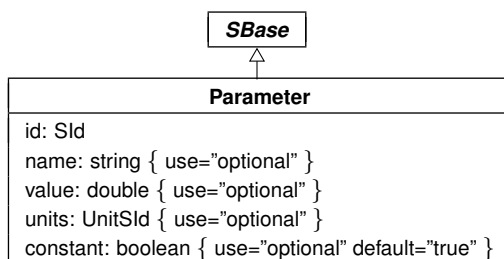 SBase
Parameter
id: SId
name: string { use=”optional” }
value: double { use=”optional” }
units: UnitSId { use=”optional” }
constant: boolean { use=”optional” default=”true” }